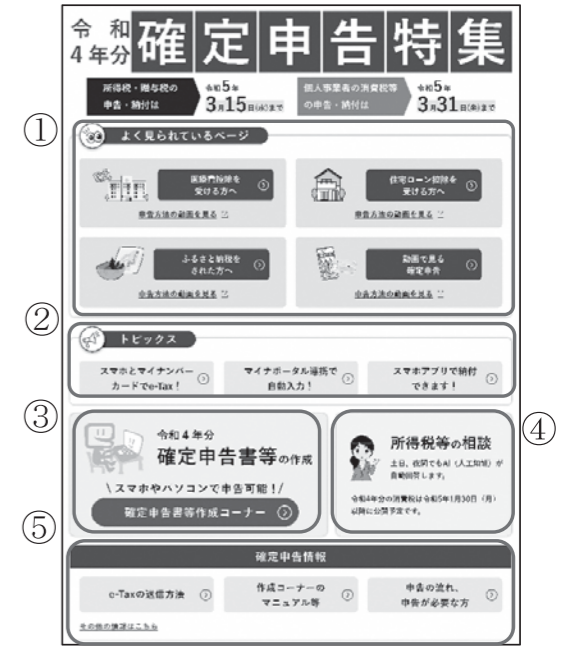 令和
4年分
確定申告特集
所得税・贈与税の
申告・納付は
令和5年
3月15日(水)まで
個人事業者の消費税等
の申告・納付は
令和5年
3月31日(金)まで
①
よく見られているページ
医療費控除を
受ける方へ
申告方法の動画を見る
住宅ローン控除を
受ける方へ
申告方法の動画を見る
ふるさと納税を
された方へ
申告方法の動画を見る
動画で見る
確定申告
申告方法の動画を見る
②
トピックス
スマホとマイナンバー
カードでe-Tax!
マイナポータル連携で
自動入力!
スマホアプリで納付
できます!
③
令和4年分
確定申告書等の作成
\スマホやパソコンで申告可能!/
確定申告書等作成コーナー
④
所得税等の相談
土日、夜間でもAI(人工知能)が
自動回答します。
令和4年分の消費税は令和5年1月30日(月)
以降に公開予定です。
⑤
確定申告情報
e-Taxの送信方法
作成コーナーの
マニュアル等
申告の流れ、
申告が必要な方
その他の情報はこちら